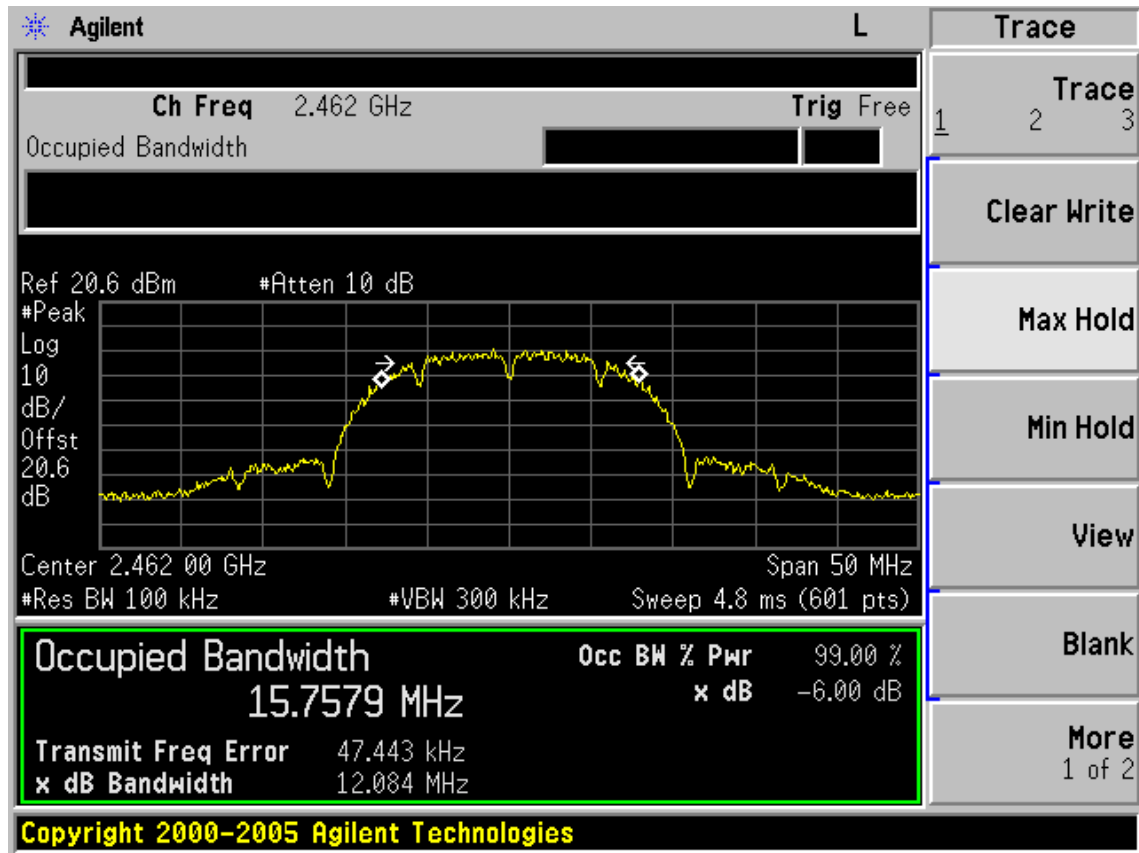 Agilent
L
Trace
Ch Freq 2.462 GHz
Trig Free
Occupied Bandwidth
Trace
1 2 3
Clear Write
Max Hold
Min Hold
View
Blank
More
1 of 2
Ref 20.6 dBm #Atten 10 dB
#Peak
Log
10
dB/
Offst
20.6
dB
Center 2.462 00 GHz Span 50 MHz
#Res BW 100 kHz #VBW 300 kHz Sweep 4.8 ms (601 pts)
Occupied Bandwidth
15.7579 MHz
Occ BW % Pwr 99.00 %
x dB -6.00 dB
Transmit Freq Error 47.443 kHz
x dB Bandwidth 12.084 MHz
Copyright 2000-2005 Agilent Technologies